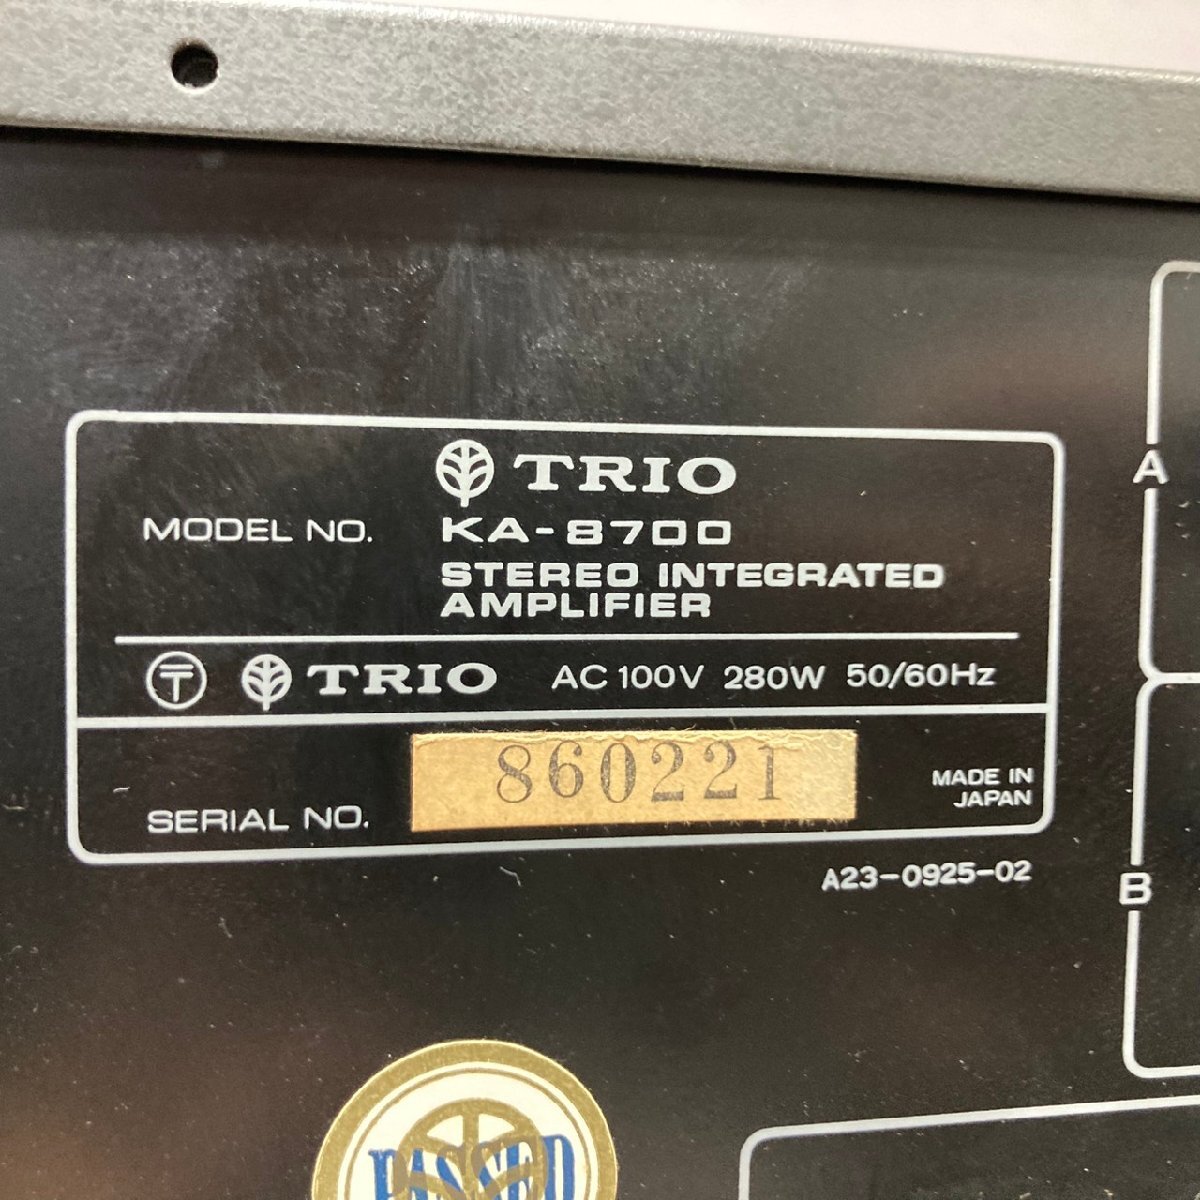 TRIO
MODEL NO. KA-8700
STEREO INTEGRATED
AMPLIFIER
TRIO AC 100V 280W 50/60Hz
SERIAL NO. 860221
MADE IN
JAPAN
A23-0925-02
A
B
PASSED